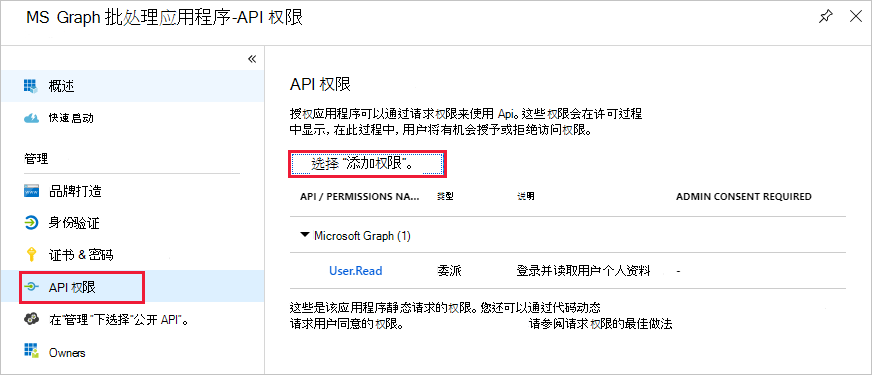 MS Graph 批处理应用程序-API 权限
«
概述
快速启动
管理
品牌打造
身份验证
证书 & 密码
API 权限
在"管理"下选择"公开 API"。
Owners
API 权限
授权应用程序可以通过请求权限来使用 Api。这些权限会在许可过程
中显示，在此过程中，用户将有机会授予或拒绝访问权限。
选择 "添加权限"。
API / PERMISSIONS NA... 类型 说明 ADMIN CONSENT REQUIRED
Microsoft Graph (1)
User.Read 委派 登录并读取用户个人资料 -
这些是该应用程序静态请求的权限。您还可以通过代码动态
请求用户同意的权限。 请参阅请求权限的最佳做法